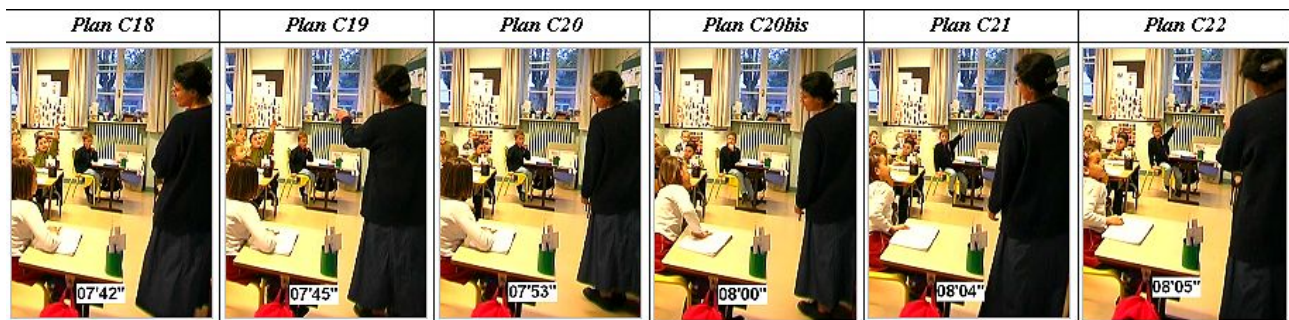 Plan C18 Plan C19 Plan C20 Plan C20bis Plan C21 Plan C22
07'42" 07'45" 07'53" 08'00" 08'04" 08'05"